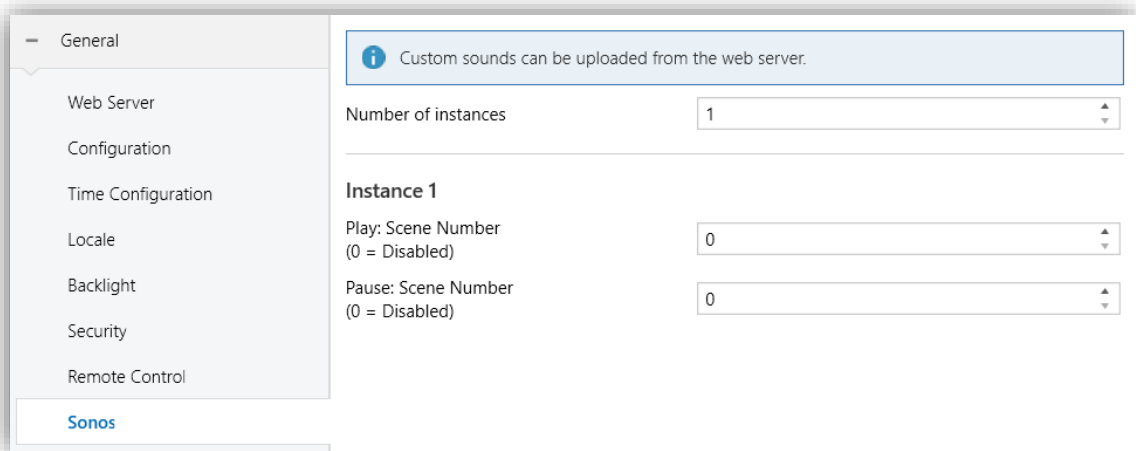 General
Web Server
Configuration
Time Configuration
Locale
Backlight
Security
Remote Control
Sonos
Custom sounds can be uploaded from the web server.
Number of instances
1
Instance 1
Play: Scene Number
(0 = Disabled)
0
Pause: Scene Number
(0 = Disabled)
0